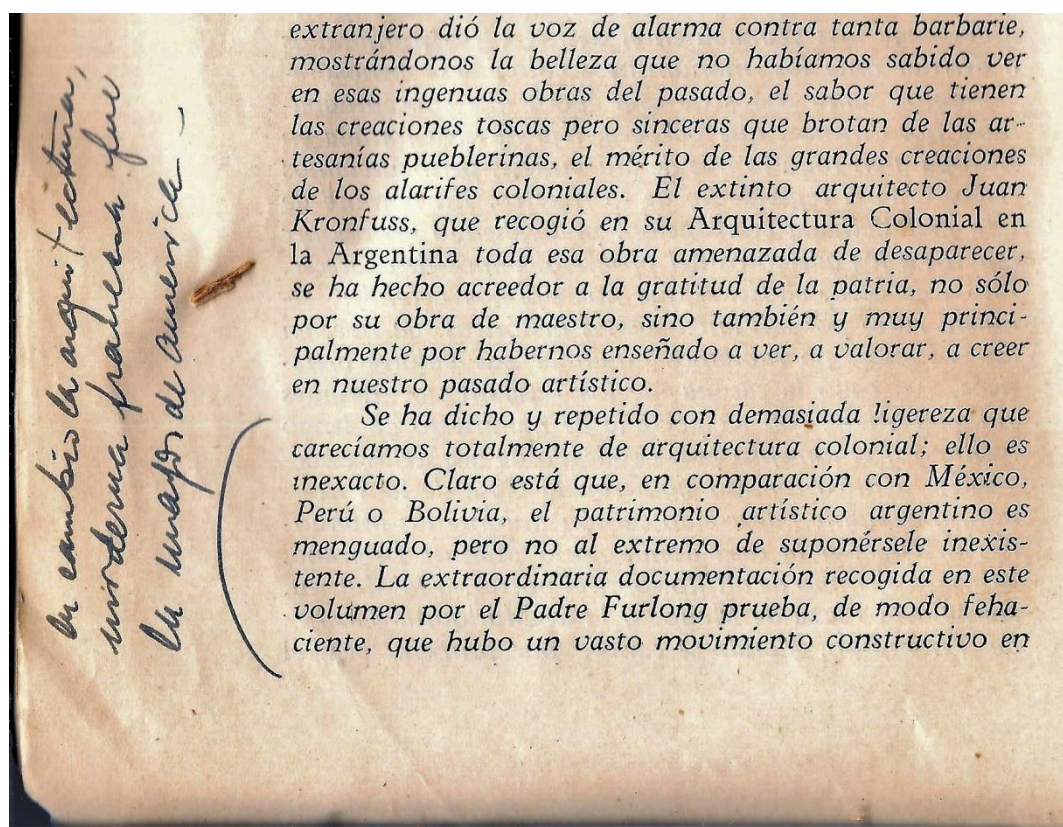 extranjero dió la voz de alarma contra tanta barbarie,
mostrándonos la belleza que no habíamos sabido ver
en esas ingenuas obras del pasado, el sabor que tienen
las creaciones toscas pero sinceras que brotan de las ar-
tesanías pueblerinas, el mérito de las grandes creaciones
de los alarifes coloniales. El extinto arquitecto Juan
Kronfuss, que recogió en su Arquitectura Colonial en
la Argentina toda esa obra amenazada de desaparecer,
se ha hecho acreedor a la gratitud de la patria, no sólo
por su obra de maestro, sino también y muy princi-
palmente por habernos enseñado a ver, a valorar, a creer
en nuestro pasado artístico.
Se ha dicho y repetido con demasiada ligereza que
carecíamos totalmente de arquitectura colonial; ello es
inexacto. Claro está que, en comparación con México,
Perú o Bolivia, el patrimonio artístico argentino es
menguado, pero no al extremo de suponérsele inexis-
tente. La extraordinaria documentación recogida en este
volumen por el Padre Furlong prueba, de modo feha-
ciente, que hubo un vasto movimiento constructivo en
en cambio la arquitectura,
moderna francesa fué
la de America —